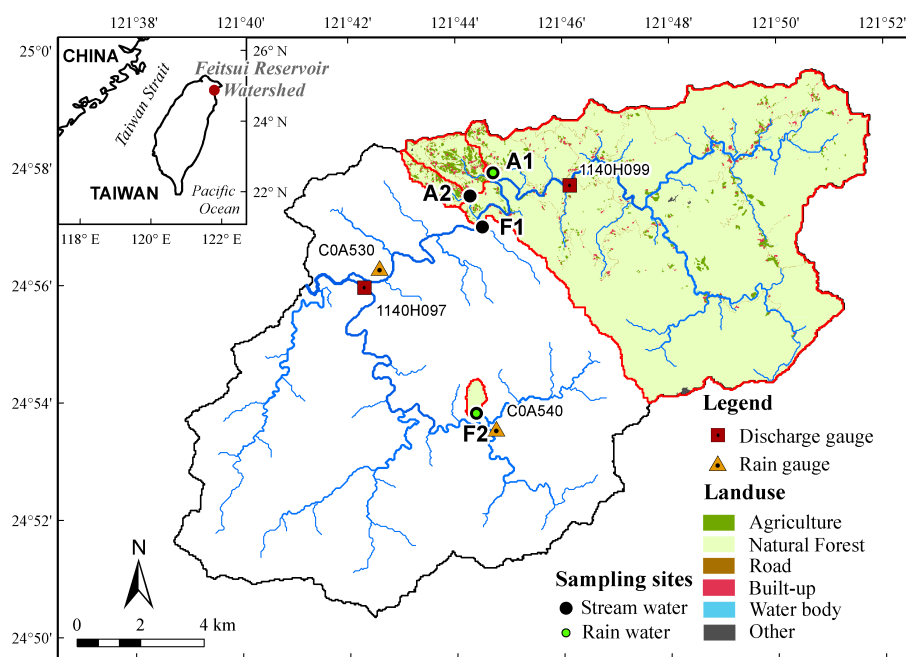 121°38' 121°40' 121°42' 121°44' 121°46' 121°48' 121°50' 121°52'
25°0'
24°58'
24°56'
24°54'
24°52'
24°50'
CHINA
26° N
Taiwan Strait
Feitsui Reservoir
Watershed
24° N
TAIWAN
Pacific
Ocean
22° N
118° E 120° E 122° E
A1
1140H099
A2
F1
C0A530
1140H097
C0A540
F2
Legend
Discharge gauge
Rain gauge
Landuse
Agriculture
Natural Forest
Road
Built-up
Water body
Other
Sampling sites
Stream water
Rain water
N
0 2 4 km